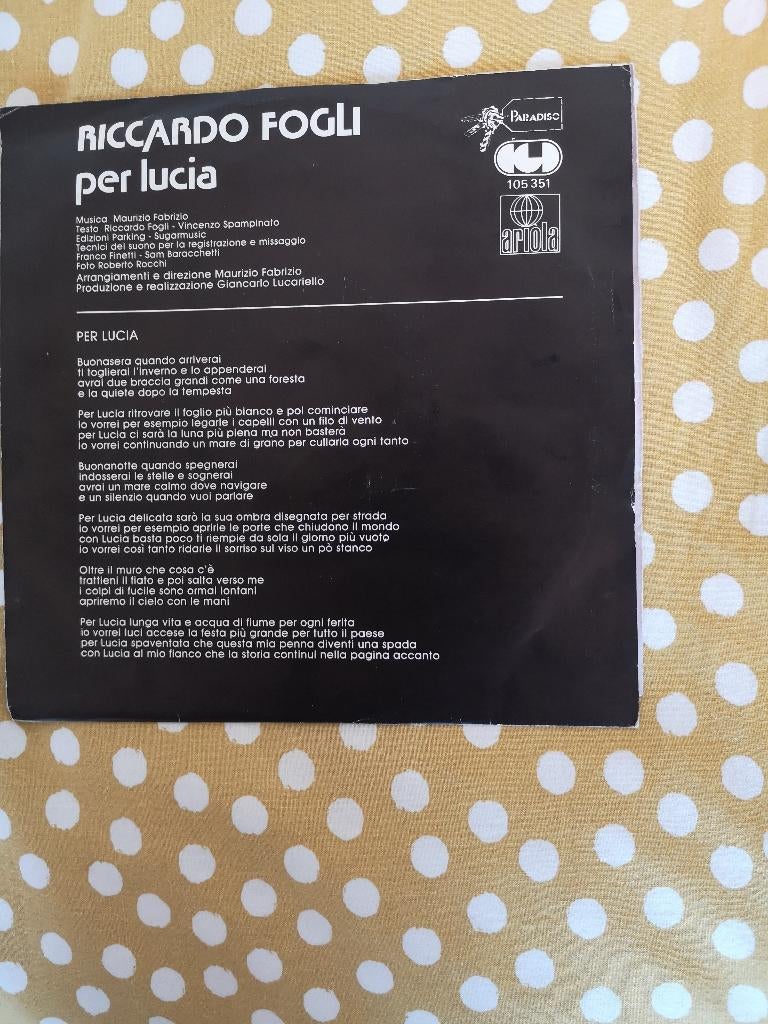 RICCARDO FOGLI
per lucia
PARADISO
CGD
105 351
ariola
Musica Maurizio Fabrizio
Testo Riccardo Fogli - Vincenzo Spampinato
Edizioni Parking - Sugarmusic
Tecnici del suono per la registrazione e missaggio
Franco Finetti - Sam Baracchetti
Foto Roberto Rocchi
Arrangiamenti e direzione Maurizio Fabrizio
Produzione e realizzazione Giancarlo Lucariello
PER LUCIA
Buonasera quando arriverai
ti toglierai l'inverno e lo appenderai
avrai due braccia grandi come una foresta
e la quiete dopo la tempesta
Per Lucia ritrovare il foglio più bianco e poi cominciare
io vorrei per esempio legarle i capelli con un filo di vento
per Lucia ci sarà la luna più piena ma non basterà
io vorrei continuando un mare di grano per cullarla ogni tanto
Buonanotte quando spegnerai
indosserai le stelle e sognerai
avrai un mare calmo dove navigare
e un silenzio quando vuoi parlare
Per Lucia delicata sarò la sua ombra disegnata per strada
io vorrei per esempio aprirle le porte che chiudono il mondo
con Lucia basta poco ti riempie da sola il giorno più vuoto
io vorrei così tanto ridarle il sorriso sul viso un pò stanco
Oltre il muro che cosa c'è
trattieni il fiato e poi salta verso me
i colpi di fucile sono ormai lontani
apriremo il cielo con le mani
Per Lucia lunga vita e acqua di fiume per ogni ferita
io vorrei luci accese la festa più grande per tutto il paese
per Lucia spaventata che questa mia penna diventi una spada
con Lucia al mio fianco che la storia continui nella pagina accanto